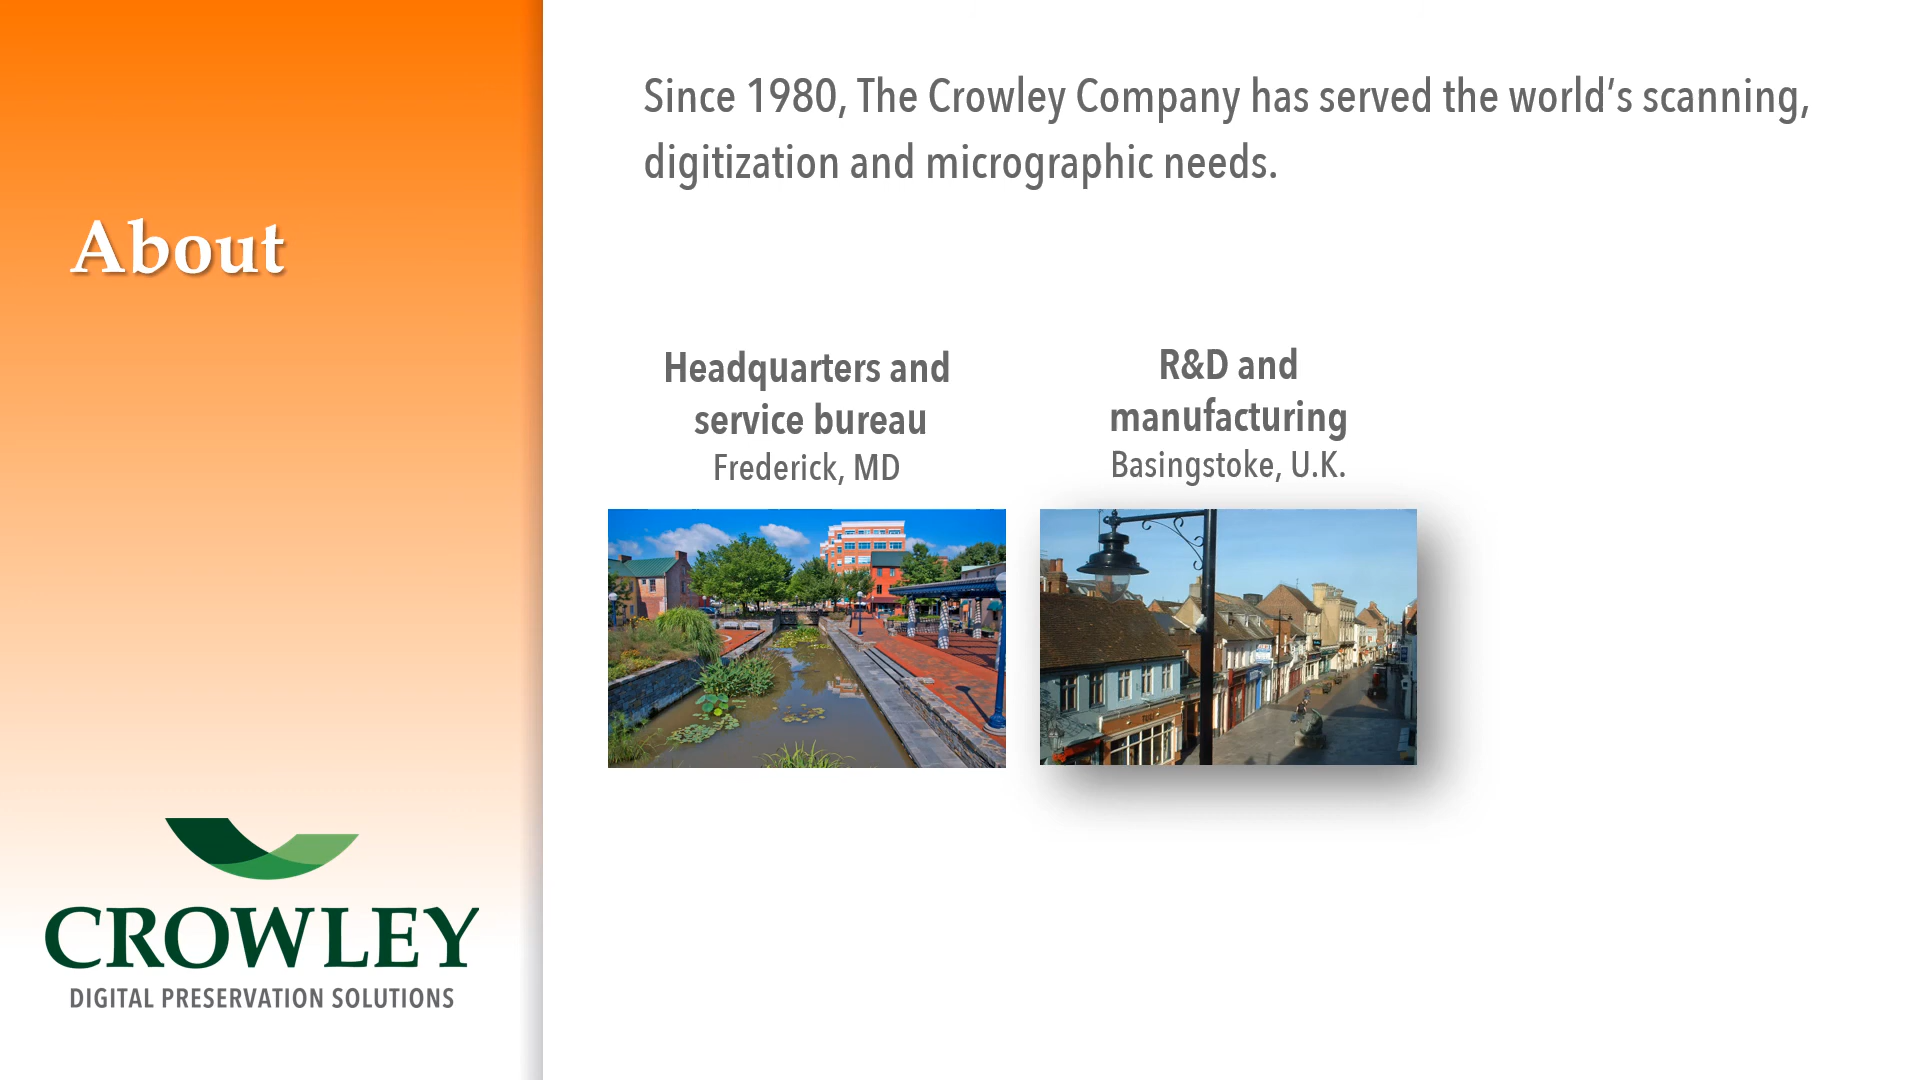 Since 1980, The Crowley Company has served the world’s scanning,
digitization and micrographic needs.
About
Headquarters and
service bureau
Frederick, MD
R&D and
manufacturing
Basingstoke, U.K.
CROWLEY
DIGITAL PRESERVATION SOLUTIONS